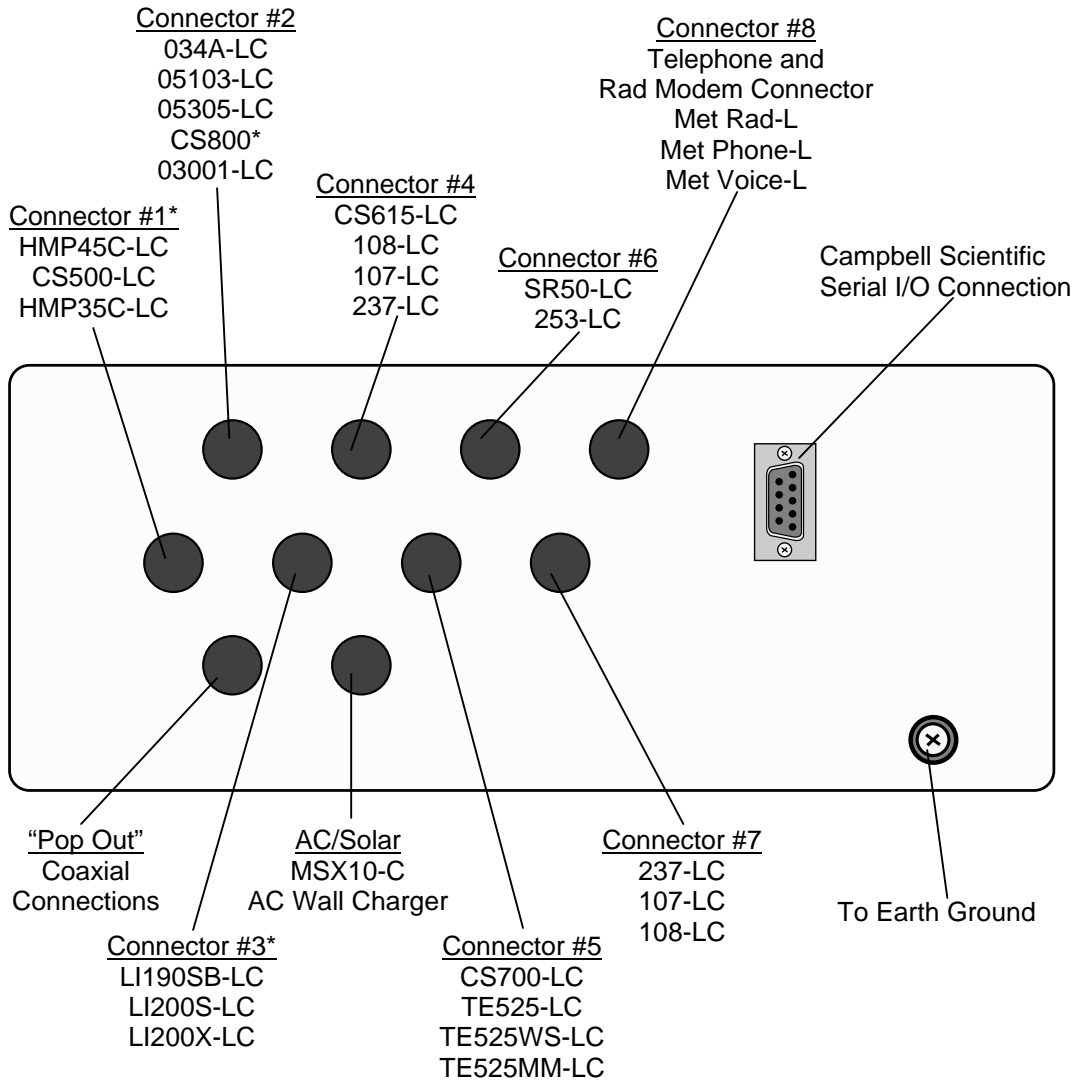 Connector #2
034A-LC
05103-LC
05305-LC
CS800*
03001-LC
Connector #8
Telephone and
Rad Modem Connector
Met Rad-L
Met Phone-L
Met Voice-L
Connector #1*
HMP45C-LC
CS500-LC
HMP35C-LC
Connector #4
CS615-LC
108-LC
107-LC
237-LC
Connector #6
SR50-LC
253-LC
Campbell Scientific
Serial I/O Connection
“Pop Out”
Coaxial
Connections
AC/Solar
MSX10-C
AC Wall Charger
Connector #7
237-LC
107-LC
108-LC
To Earth Ground
Connector #3*
LI190SB-LC
LI200S-LC
LI200X-LC
Connector #5
CS700-LC
TE525-LC
TE525WS-LC
TE525MM-LC